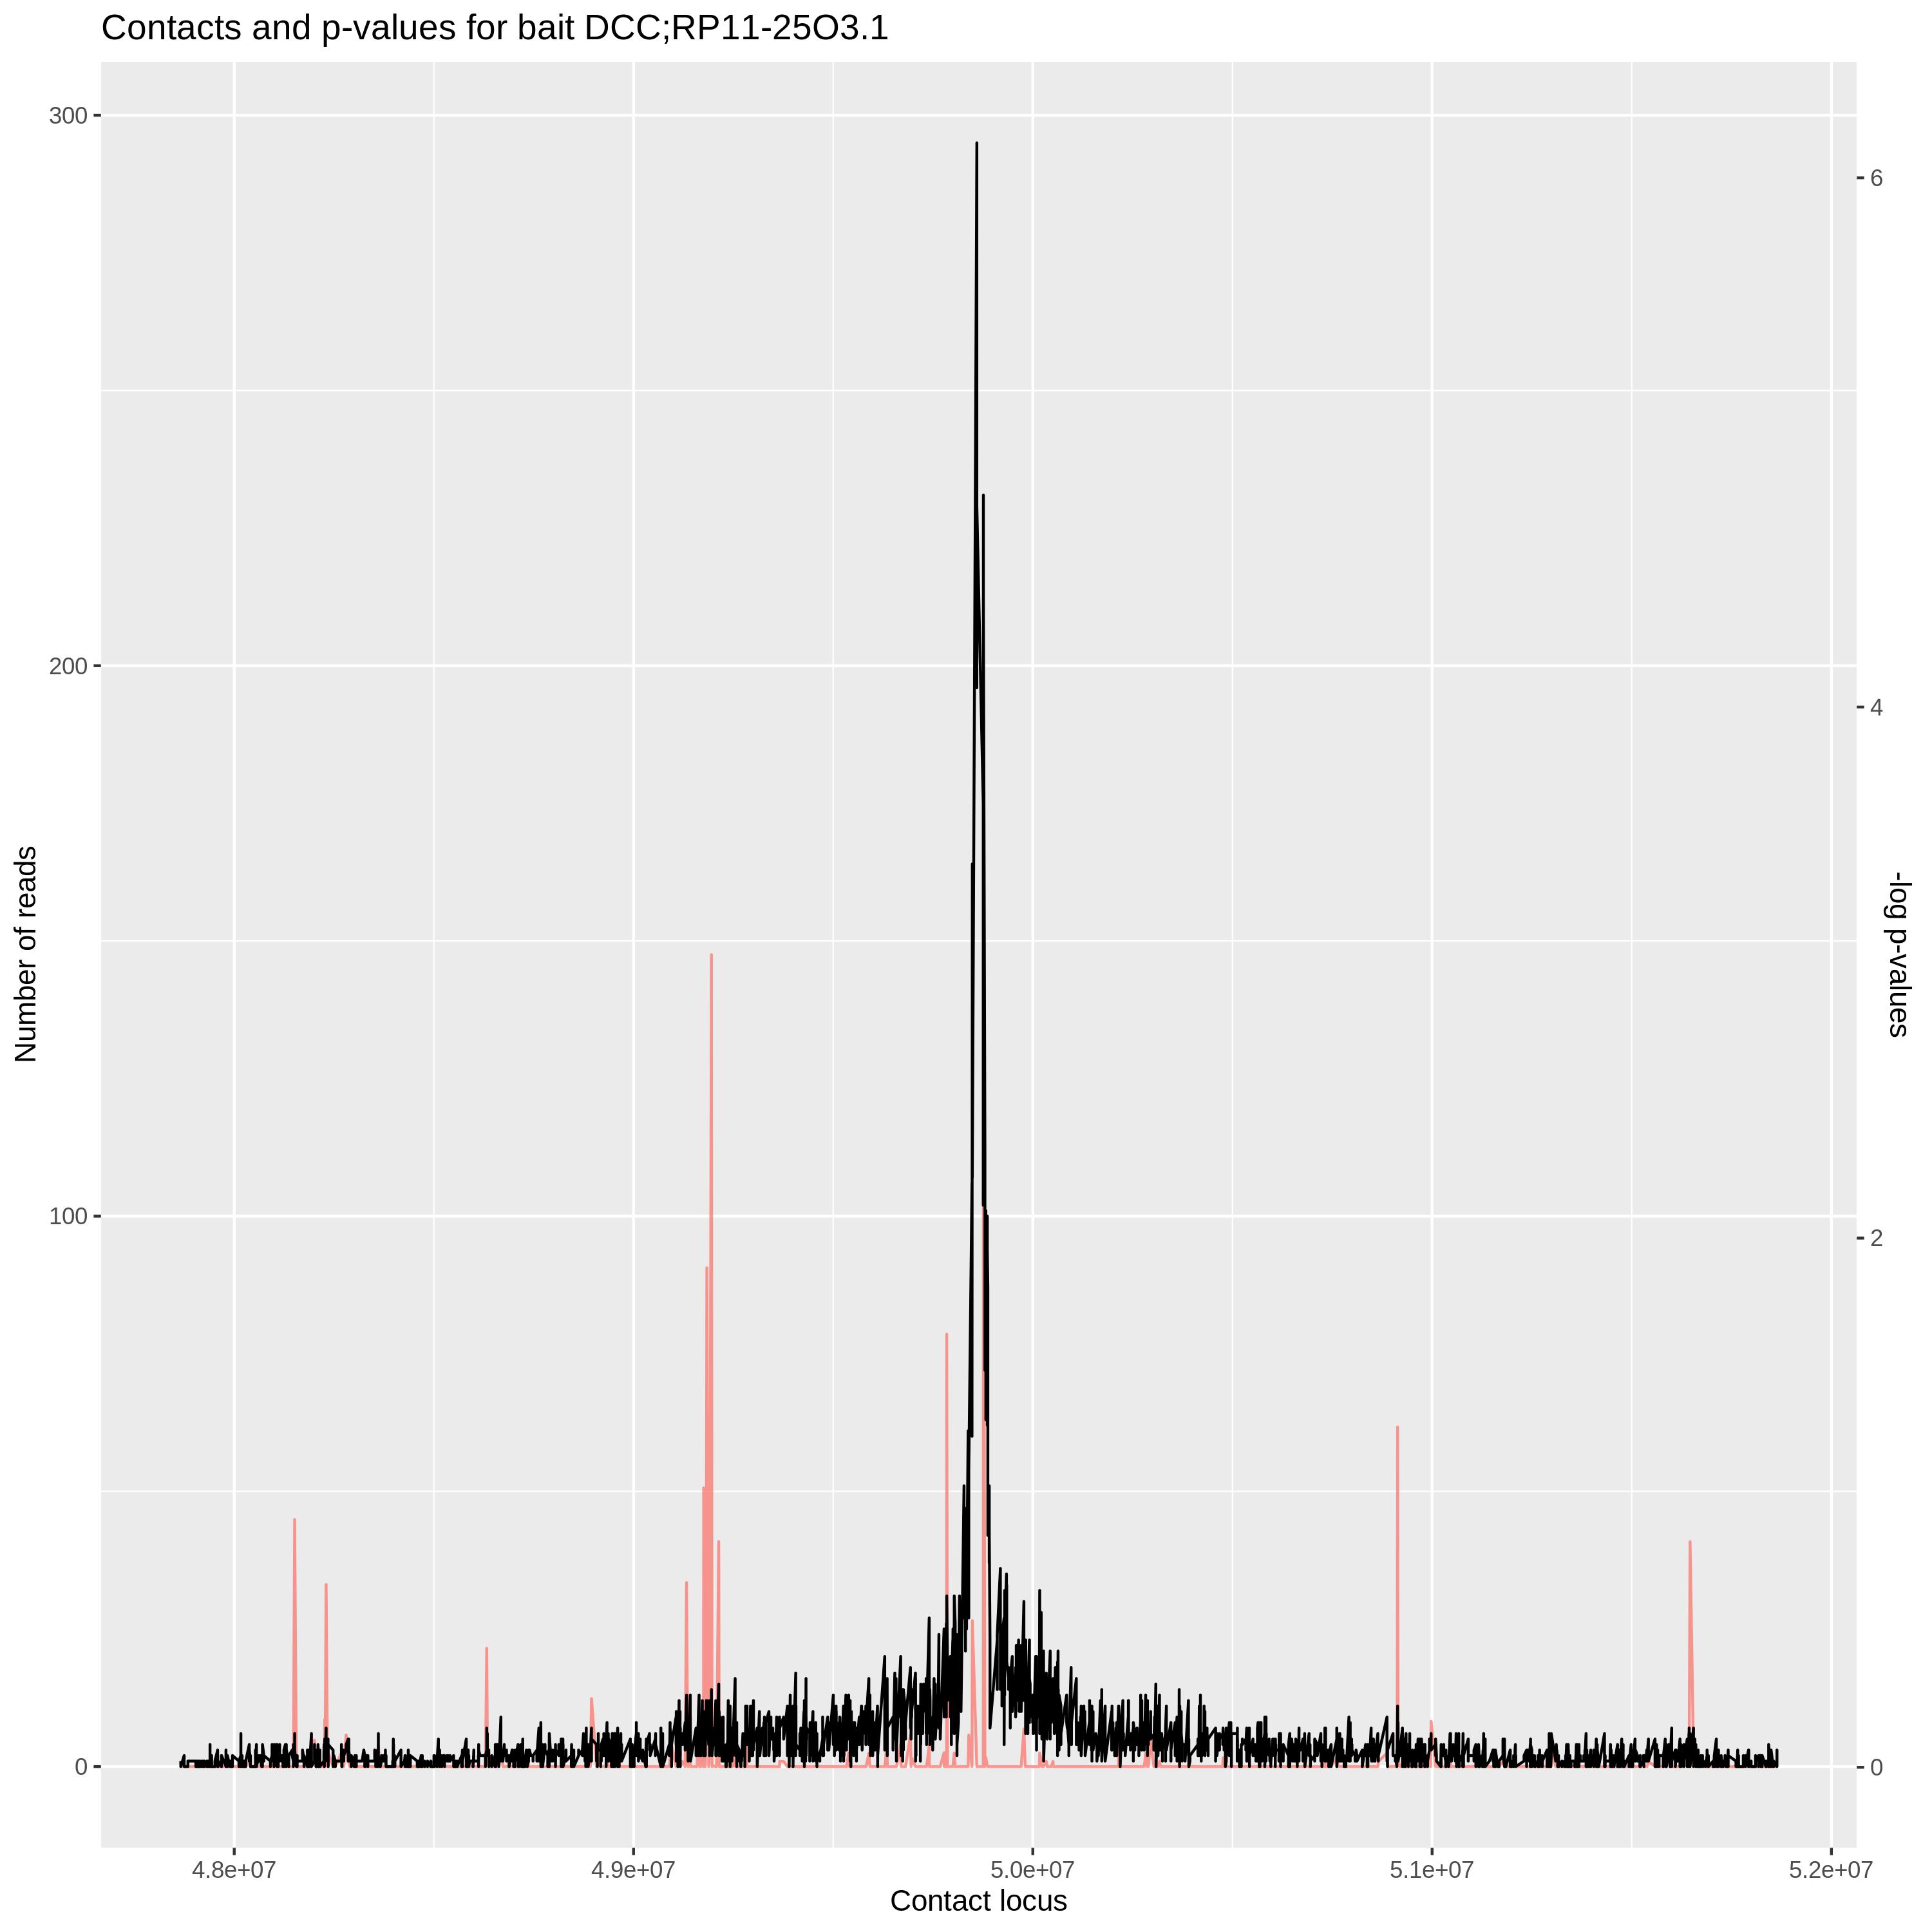 Contacts and p-values for bait DCC;RP11-25O3.1
300
200
100
0
Number of reads
6
4
2
0
-log p-values
4.8e+07 4.9e+07 5.0e+07 5.1e+07 5.2e+07
Contact locus